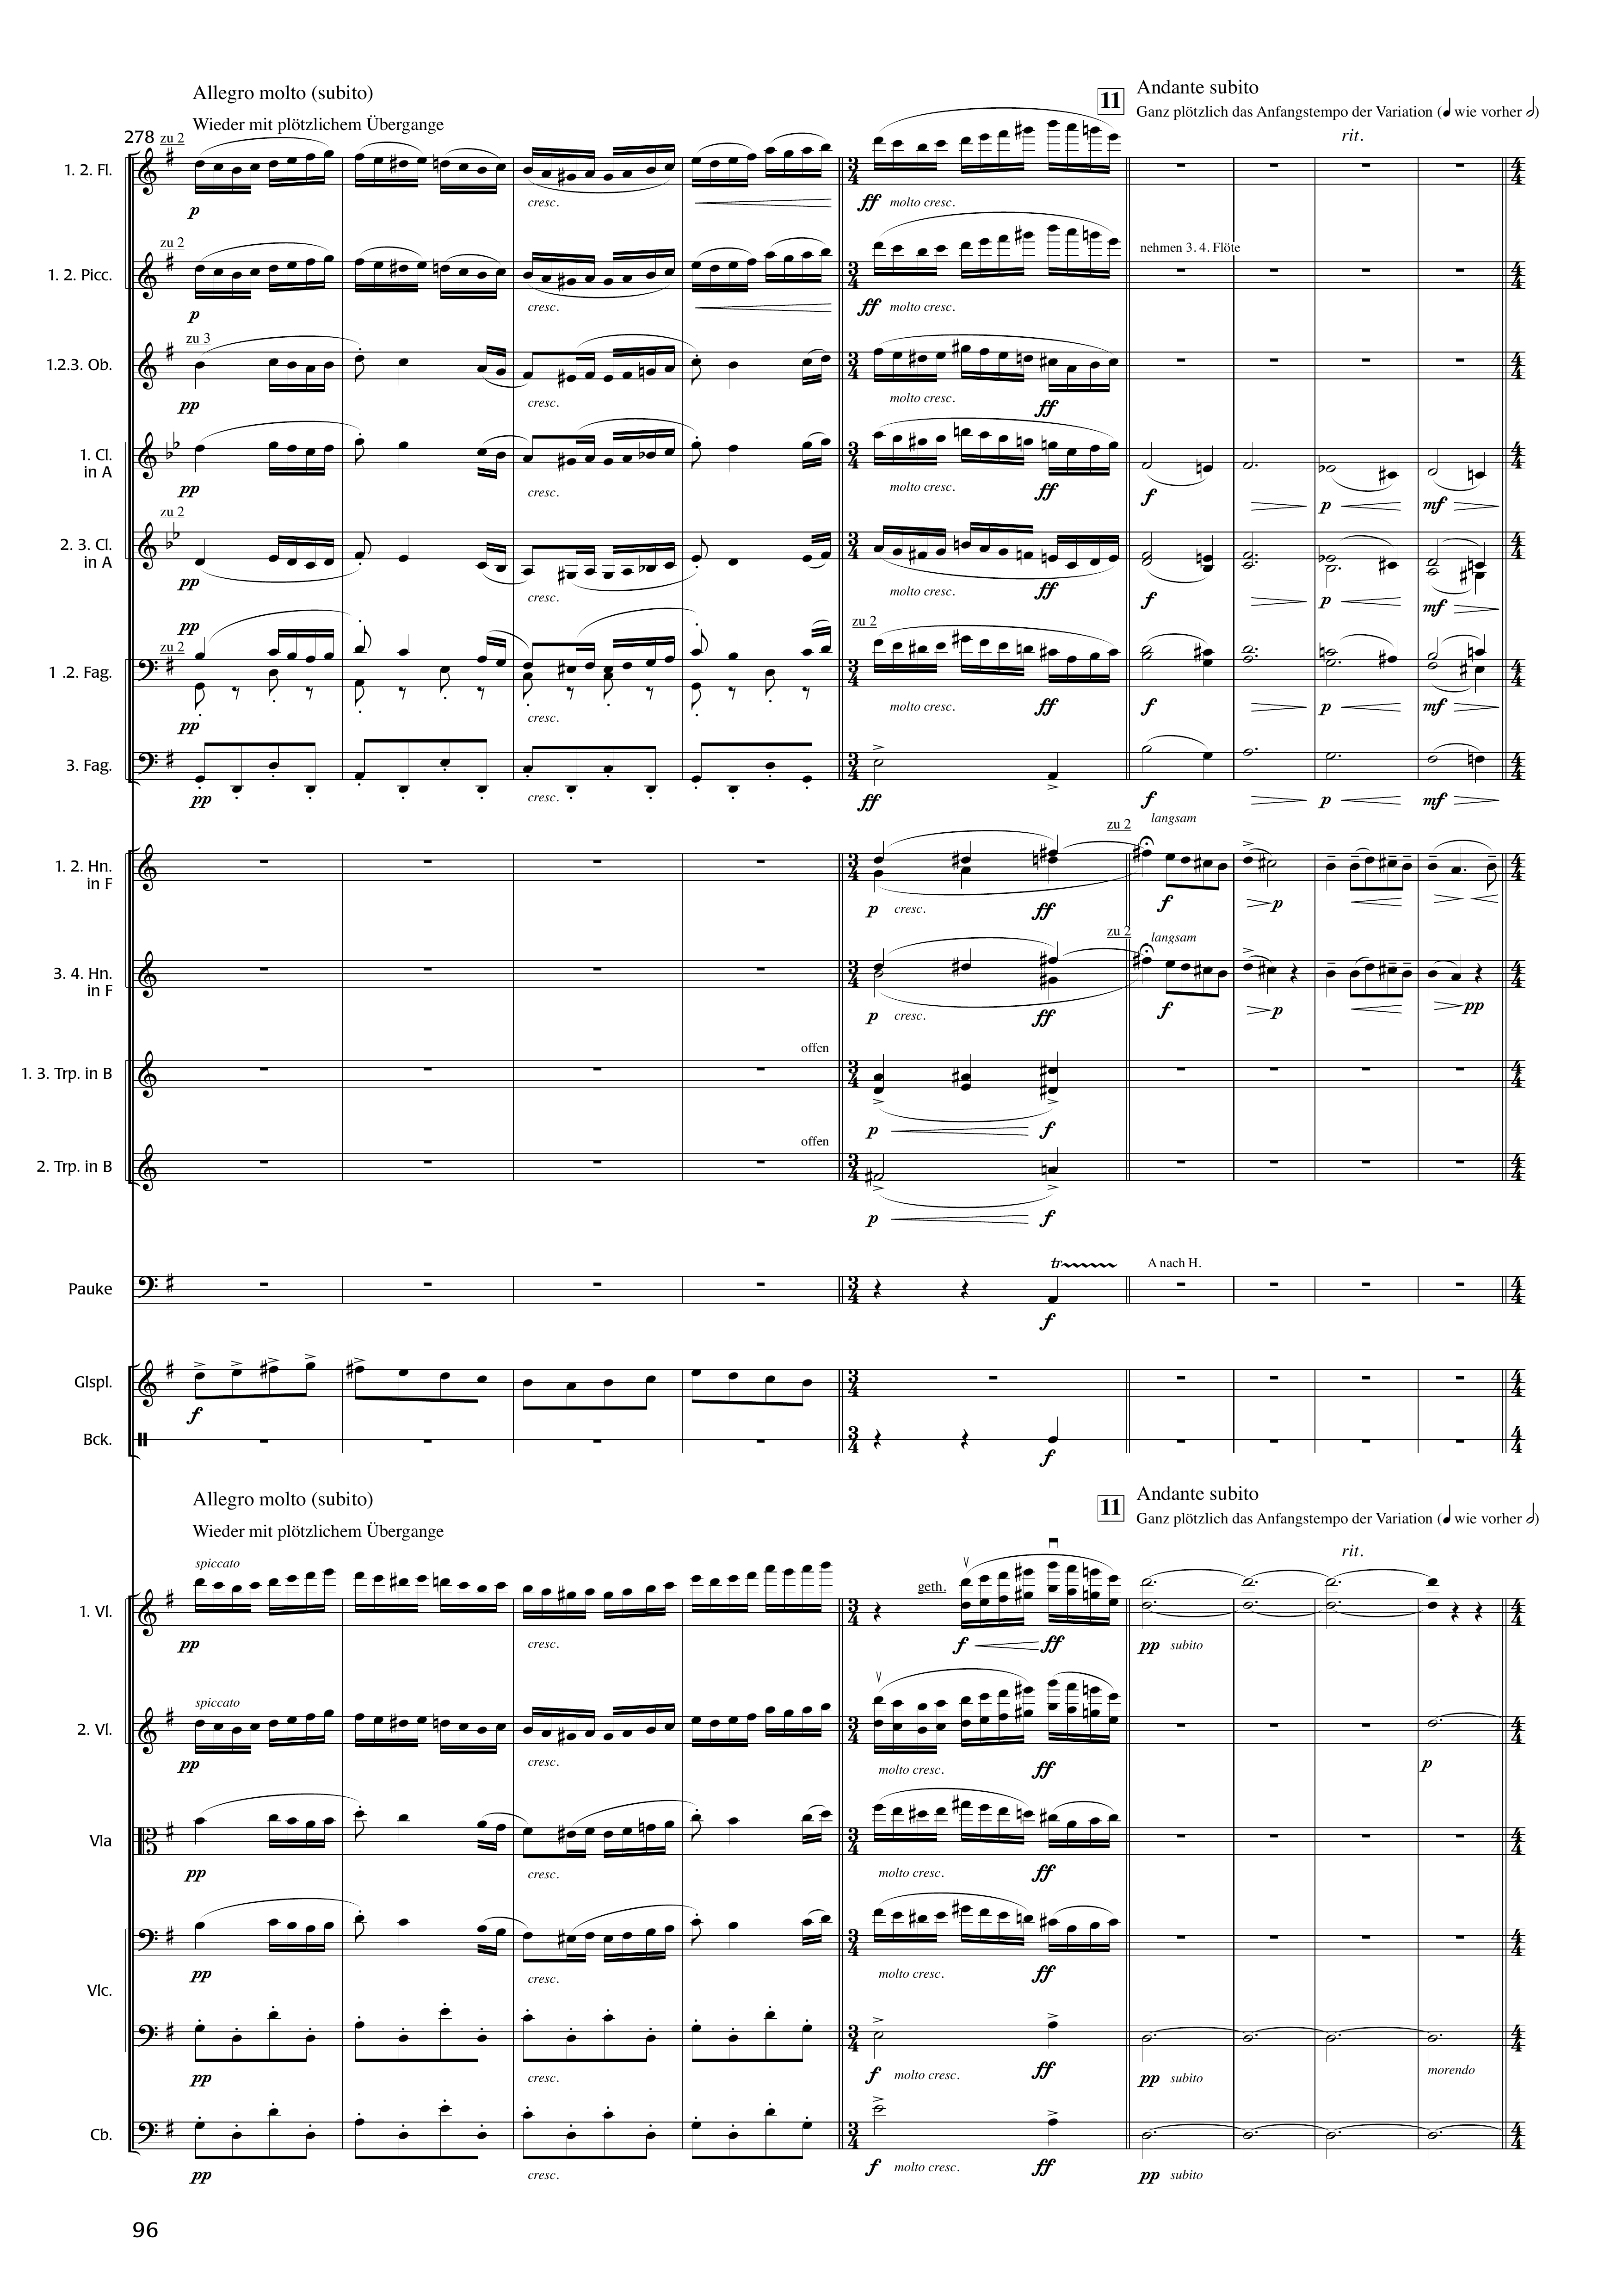 Allegro molto (subito)
11
Andante subito
Wieder mit plötzlichem Übergange
Ganz plötzlich das Anfangstempo der Variation (♩ wie vorher 𝅗𝅥)
rit.
278
zu 2
1. 2. Fl.
p
cresc.
ff
molto cresc.
zu 2
nehmen 3. 4. Flöte
1. 2. Picc.
p
cresc.
ff
molto cresc.
zu 3
1.2.3. Ob.
pp
cresc.
molto cresc.
ff
1. Cl.
in A
pp
cresc.
molto cresc.
ff
f
p
mf
zu 2
2. 3. Cl.
in A
pp
cresc.
molto cresc.
ff
f
p
mf
pp
zu 2
zu 2
1 .2. Fag.
pp
cresc.
molto cresc.
ff
f
p
mf
3. Fag.
pp
cresc.
ff
f
p
mf
zu 2
langsam
1. 2. Hn.
in F
p
cresc.
ff
f
p
zu 2
langsam
3. 4. Hn.
in F
p
cresc.
ff
f
p
pp
offen
1. 3. Trp. in B
p
f
offen
2. Trp. in B
p
f
tr
A nach H.
Pauke
f
Glspl.
f
Bck.
f
Allegro molto (subito)
11
Andante subito
Wieder mit plötzlichem Übergange
Ganz plötzlich das Anfangstempo der Variation (♩ wie vorher 𝅗𝅥)
rit.
spiccato
geth.
1. Vl.
pp
cresc.
f
ff
pp
subito
spiccato
2. Vl.
pp
cresc.
molto cresc.
ff
p
Vla
pp
cresc.
molto cresc.
ff
pp
cresc.
molto cresc.
ff
Vlc.
pp
cresc.
f
molto cresc.
ff
pp
subito
morendo
Cb.
pp
cresc.
f
molto cresc.
ff
pp
subito
96